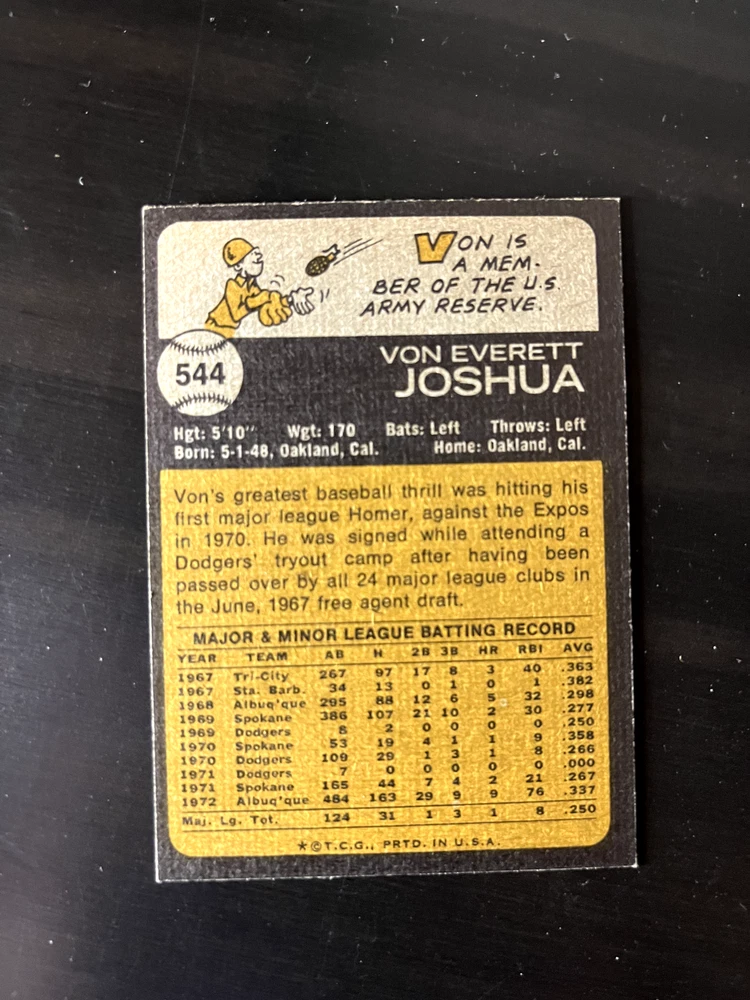 VON IS
A MEM-
BER OF THE U.S.
ARMY RESERVE.
544
VON EVERETT
JOSHUA
Hgt: 5'10" Wgt: 170 Bats: Left Throws: Left
Born: 5-1-48, Oakland, Cal. Home: Oakland, Cal.
Von's greatest baseball thrill was hitting his
first major league Homer, against the Expos
in 1970. He was signed while attending a
Dodgers' tryout camp after having been
passed over by all 24 major league clubs in
the June, 1967 free agent draft.
MAJOR & MINOR LEAGUE BATTING RECORD
YEAR TEAM AB H 2B 3B HR RBI AVG
1967 Tri-City 267 97 17 8 3 40 .363
1967 Sta. Barb. 34 13 0 1 0 1 .382
1968 Albuq'que 295 88 12 6 5 32 .298
1969 Spokane 386 107 21 10 2 30 .277
1969 Dodgers 8 2 0 0 0 0 .250
1970 Spokane 53 19 4 1 1 9 .358
1970 Dodgers 109 29 1 3 1 8 .266
1971 Dodgers 7 0 0 0 0 0 .000
1971 Spokane 165 44 7 4 2 21 .267
1972 Albuq'que 484 163 29 9 9 76 .337
Maj. Lg. Tot. 124 31 1 3 1 8 .250
★©T.C.G., PRTD. IN U.S.A.